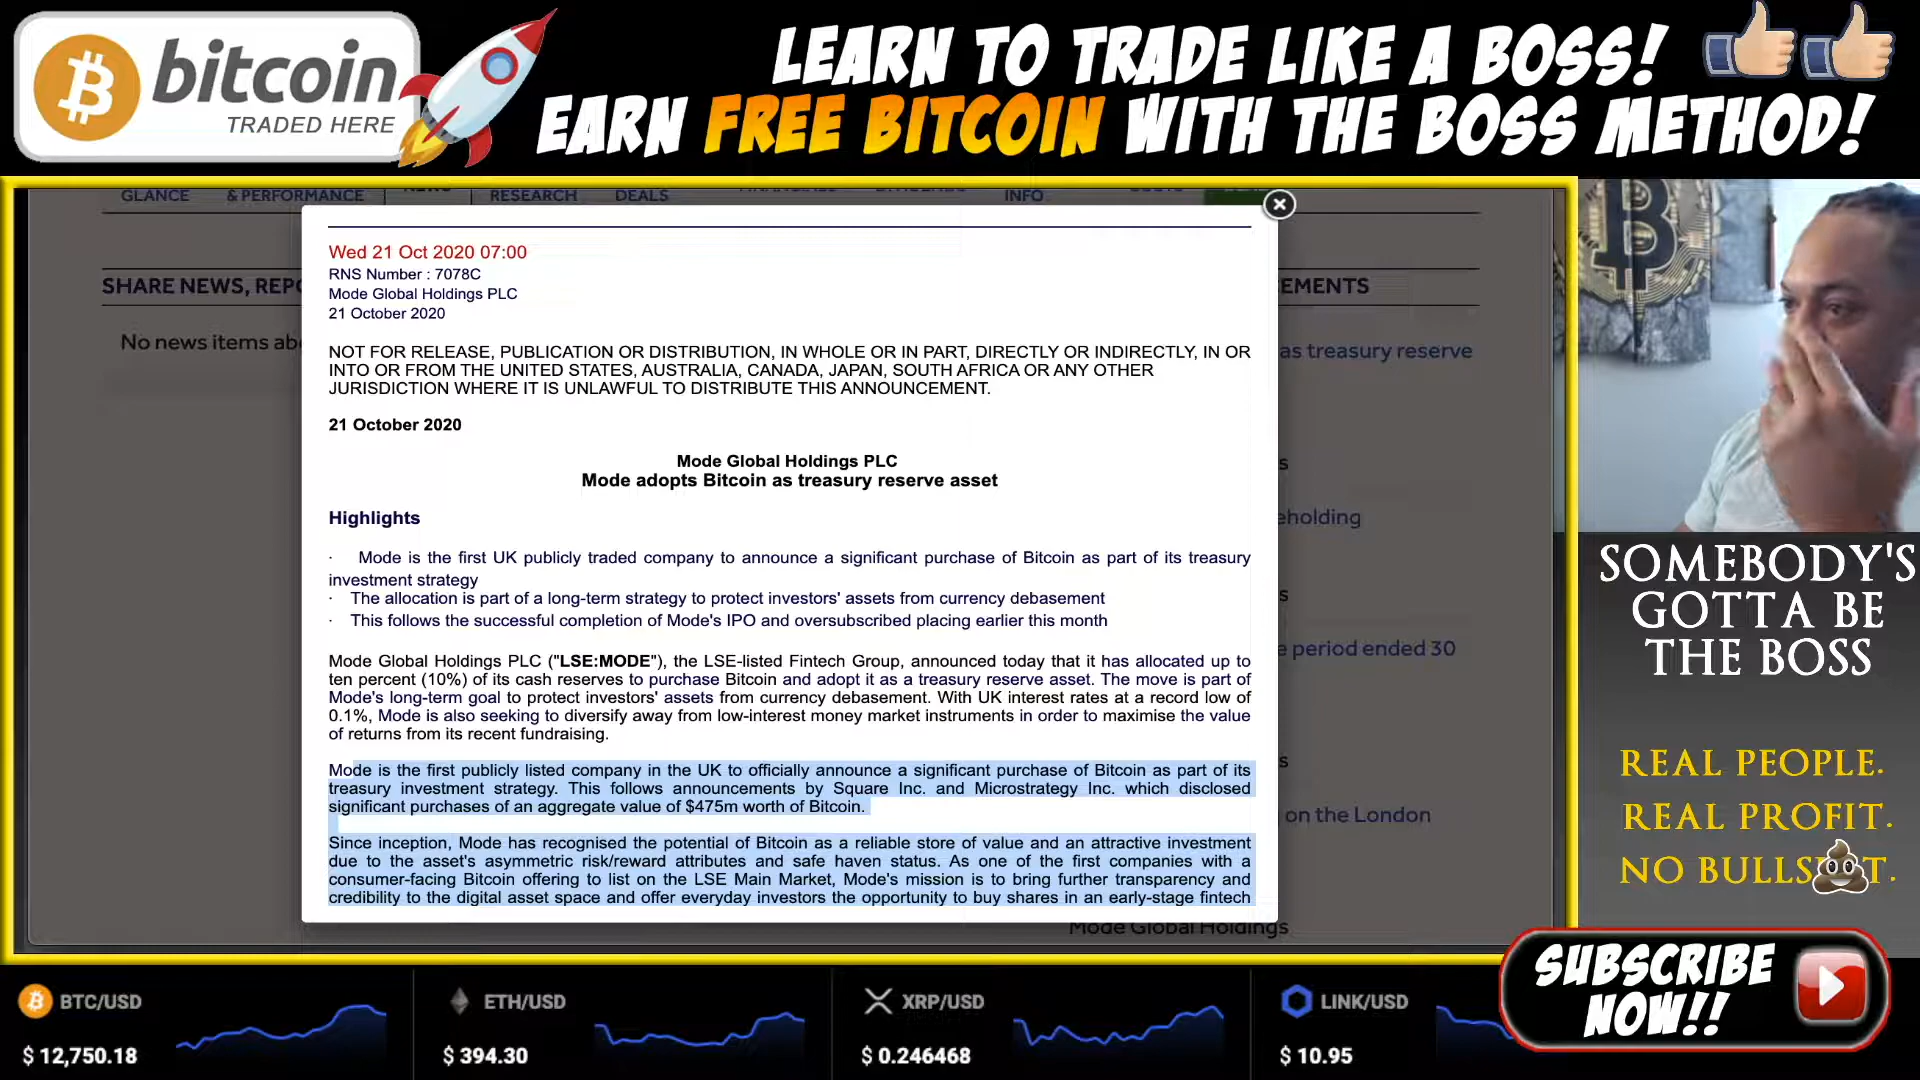 bitcoin
TRADED HERE
LEARN TO TRADE LIKE A BOSS!
EARN FREE BITCOIN WITH THE BOSS METHOD!
GLANCE
& PERFORMANCE
NEWS
RESEARCH
DEALS
INFO
SHARE NEWS, REPO
EMENTS
No news items abo
as treasury reserve
s
eholding
s
e period ended 30
s
on the London
Mode Global Holdings
Wed 21 Oct 2020 07:00
RNS Number : 7078C
Mode Global Holdings PLC
21 October 2020
NOT FOR RELEASE, PUBLICATION OR DISTRIBUTION, IN WHOLE OR IN PART, DIRECTLY OR INDIRECTLY, IN OR
INTO OR FROM THE UNITED STATES, AUSTRALIA, CANADA, JAPAN, SOUTH AFRICA OR ANY OTHER
JURISDICTION WHERE IT IS UNLAWFUL TO DISTRIBUTE THIS ANNOUNCEMENT.
21 October 2020
Mode Global Holdings PLC
Mode adopts Bitcoin as treasury reserve asset
Highlights
· Mode is the first UK publicly traded company to announce a significant purchase of Bitcoin as part of its treasury
investment strategy
· The allocation is part of a long-term strategy to protect investors' assets from currency debasement
· This follows the successful completion of Mode's IPO and oversubscribed placing earlier this month
Mode Global Holdings PLC ("LSE:MODE"), the LSE-listed Fintech Group, announced today that it has allocated up to
ten percent (10%) of its cash reserves to purchase Bitcoin and adopt it as a treasury reserve asset. The move is part of
Mode's long-term goal to protect investors' assets from currency debasement. With UK interest rates at a record low of
0.1%, Mode is also seeking to diversify away from low-interest money market instruments in order to maximise the value
of returns from its recent fundraising.
Mode is the first publicly listed company in the UK to officially announce a significant purchase of Bitcoin as part of its
treasury investment strategy. This follows announcements by Square Inc. and Microstrategy Inc. which disclosed
significant purchases of an aggregate value of $475m worth of Bitcoin.
Since inception, Mode has recognised the potential of Bitcoin as a reliable store of value and an attractive investment
due to the asset's asymmetric risk/reward attributes and safe haven status. As one of the first companies with a
consumer-facing Bitcoin offering to list on the LSE Main Market, Mode's mission is to bring further transparency and
credibility to the digital asset space and offer everyday investors the opportunity to buy shares in an early-stage fintech
SOMEBODY'S
GOTTA BE
THE BOSS
REAL PEOPLE.
REAL PROFIT.
NO BULLS💩T.
SUBSCRIBE
NOW!!
BTC/USD
$ 12,750.18
ETH/USD
$ 394.30
XRP/USD
$ 0.246468
LINK/USD
$ 10.95